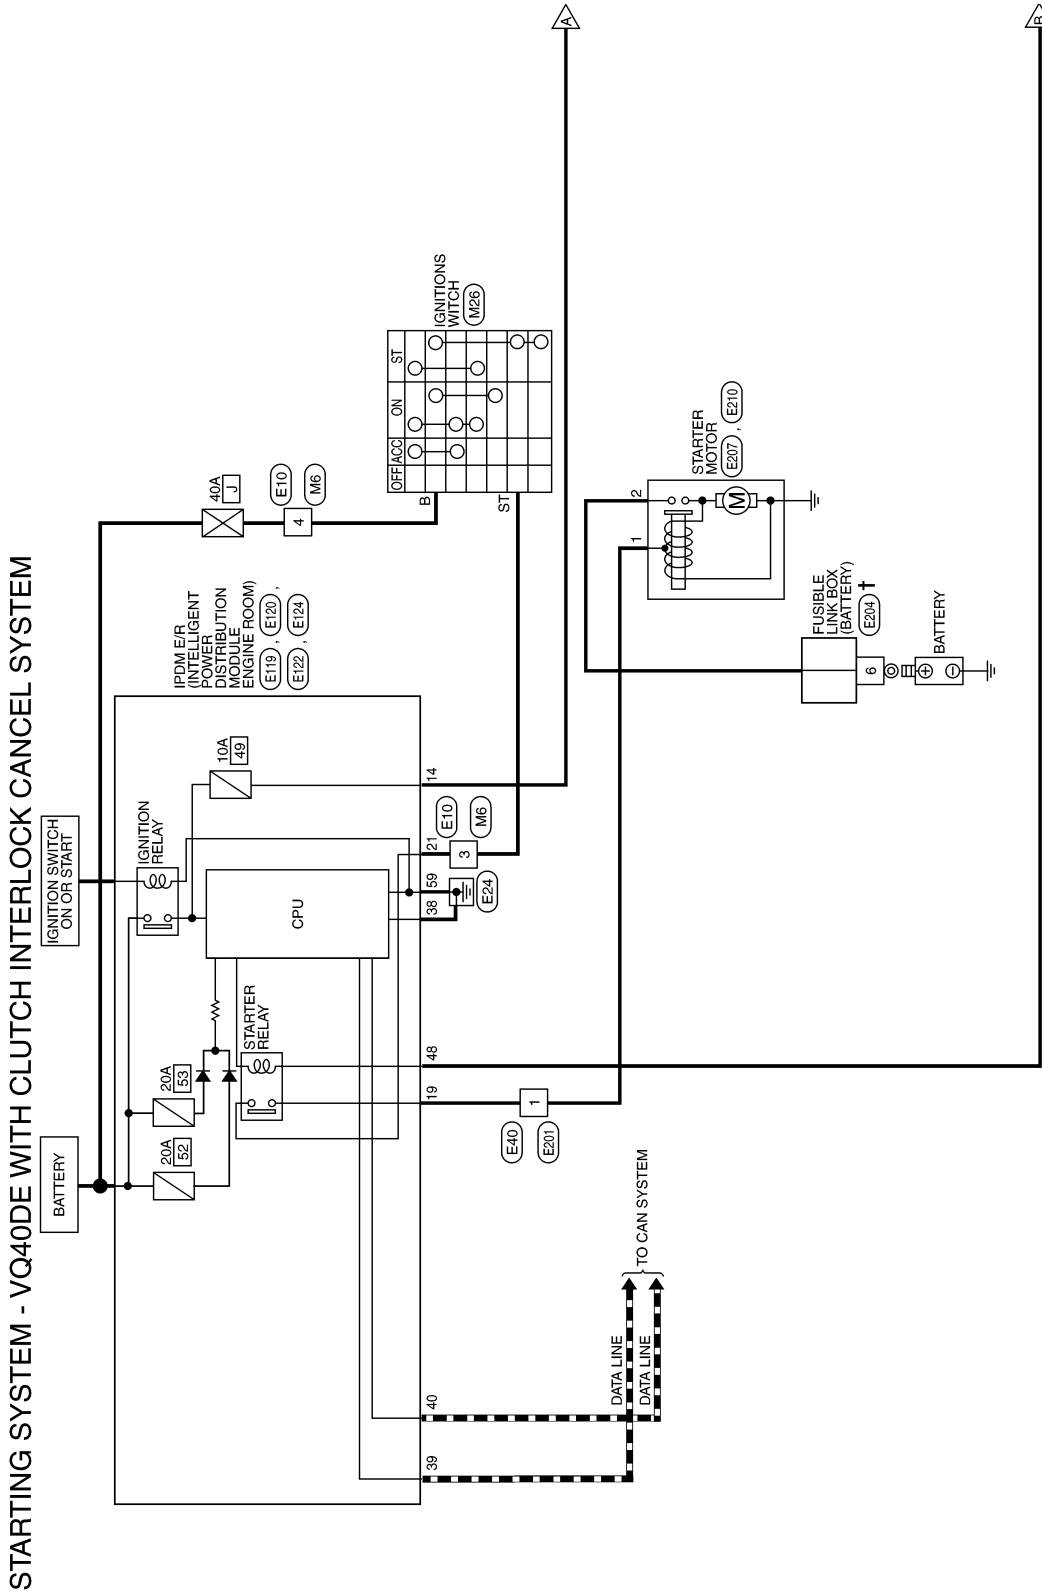 STARTING SYSTEM - VQ40DE WITH CLUTCH INTERLOCK CANCEL SYSTEM
BATTERY
IGNITION SWITCH
ON OR START
20A
52
20A
53
STARTER
RELAY
CPU
IGNITION
RELAY
10A
49
IPDM E/R
(INTELLIGENT
POWER
DISTRIBUTION
MODULE
ENGINE ROOM)
E119 , E120 ,
E122 , E124
40A
J
4
E10
M6
39
40
19
48
38
59
21
14
E24
3
E10
M6
B
ST
OFF
ACC
ON
ST
IGNITIONS
WITCH
M26
A
E40
1
E201
DATA LINE
DATA LINE
TO CAN SYSTEM
1
2
M
STARTER
MOTOR
E207 , E210
FUSIBLE
LINK BOX
(BATTERY)
E204 †
6
+
-
BATTERY
B